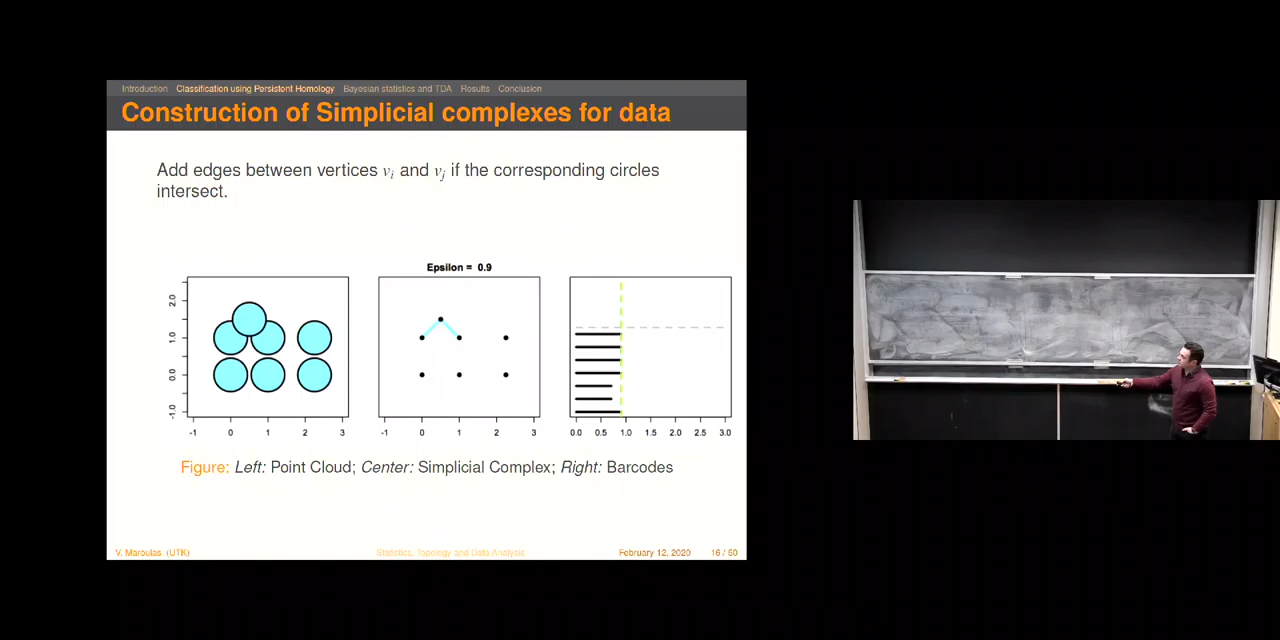 Introduction Classification using Persistent Homology Bayesian statistics and TDA Results Conclusion
Construction of Simplicial complexes for data
Add edges between vertices vi and vj if the corresponding circles
intersect.
Epsilon = 0.9
2.0
1.0
0.0
-1.0
-1 0 1 2 3
-1 0 1 2 3
0.0 0.5 1.0 1.5 2.0 2.5 3.0
Figure: Left: Point Cloud; Center: Simplicial Complex; Right: Barcodes
V. Maroulas (UTK) Statistics, Topology and Data Analysis February 12, 2020 16 / 50